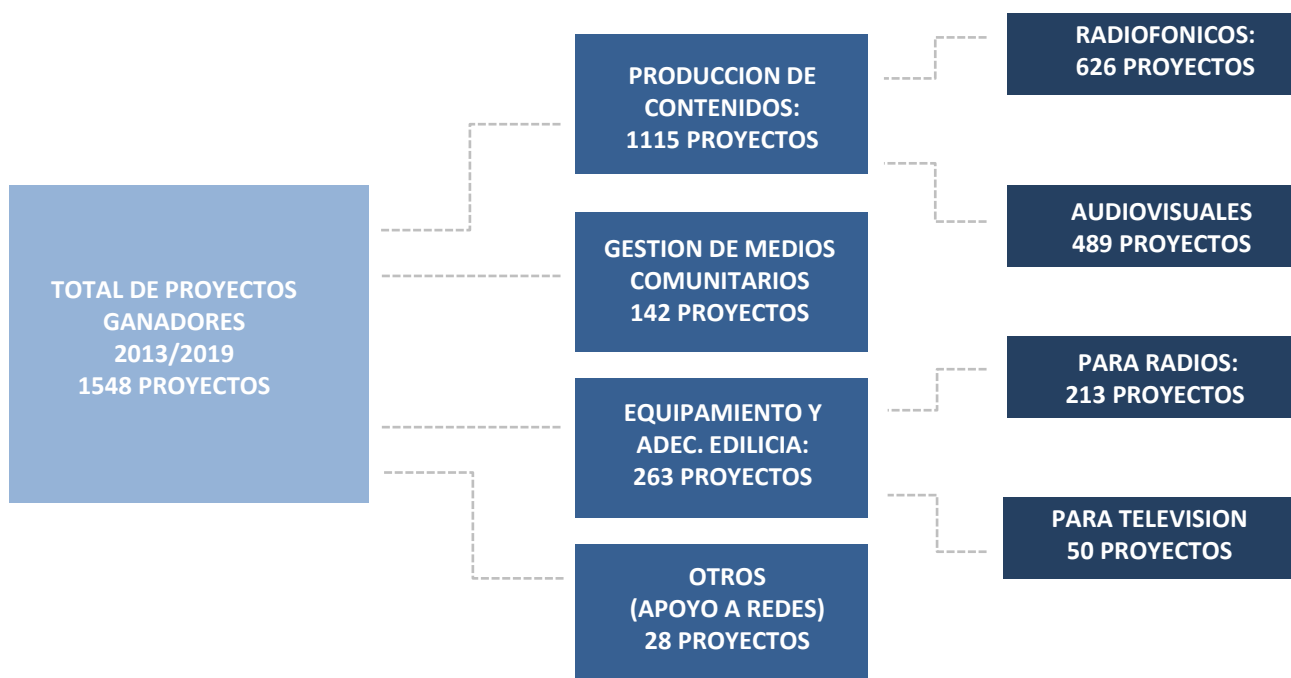 TOTAL DE PROYECTOS
GANADORES
2013/2019
1548 PROYECTOS
PRODUCCION DE
CONTENIDOS:
1115 PROYECTOS
GESTION DE MEDIOS
COMUNITARIOS
142 PROYECTOS
EQUIPAMIENTO Y
ADEC. EDILICIA:
263 PROYECTOS
OTROS
(APOYO A REDES)
28 PROYECTOS
RADIOFONICOS:
626 PROYECTOS
AUDIOVISUALES
489 PROYECTOS
PARA RADIOS:
213 PROYECTOS
PARA TELEVISION
50 PROYECTOS